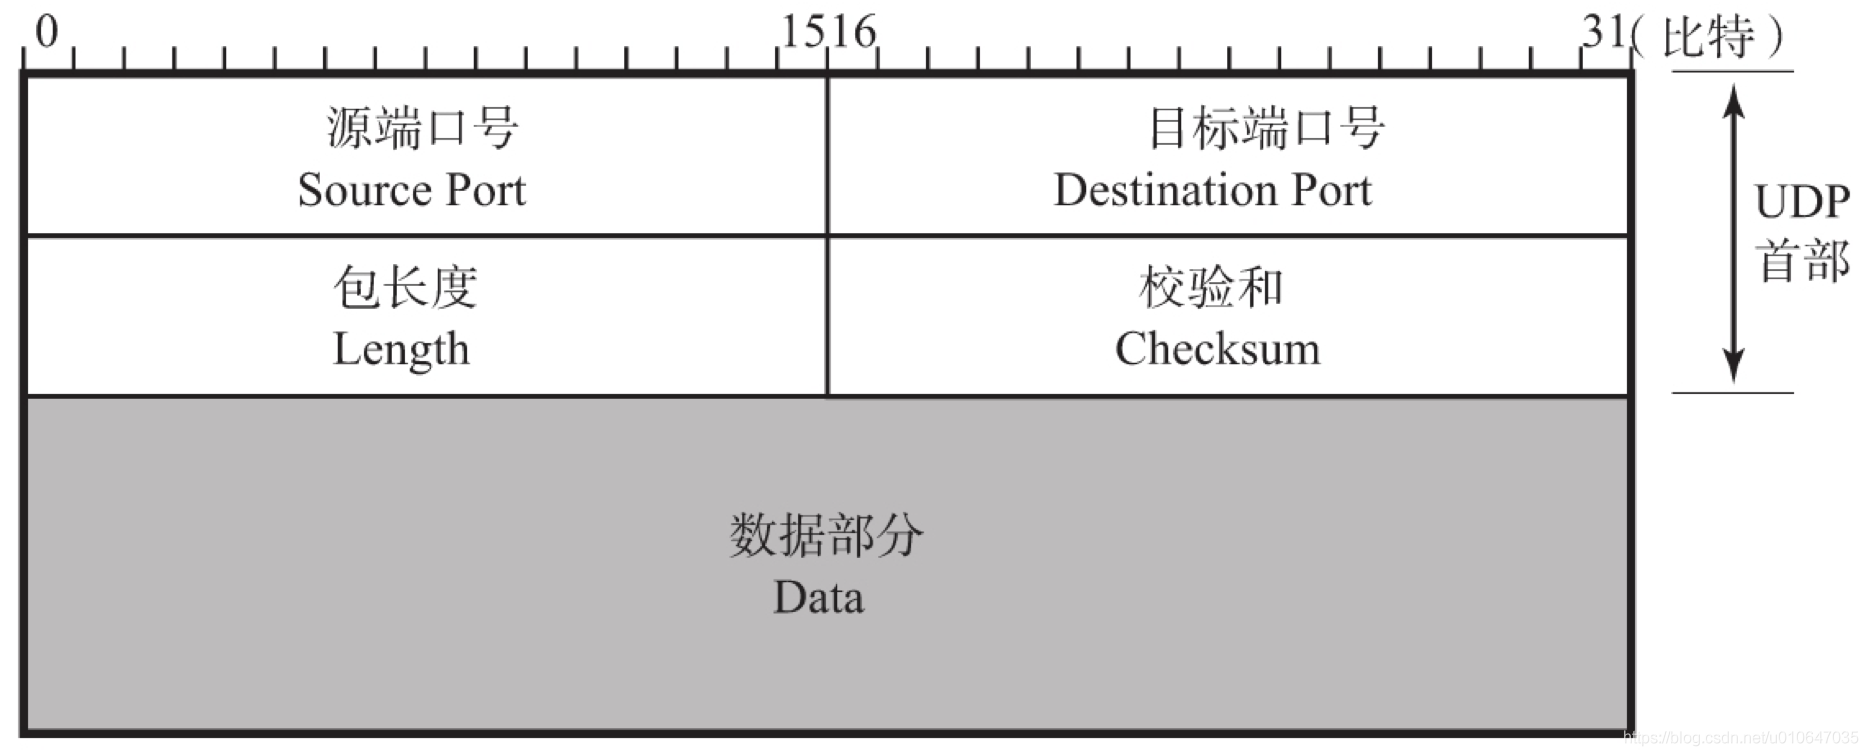 0 15 16 31(比特)
源端口号
Source Port
目标端口号
Destination Port
UDP
首部
包长度
Length
校验和
Checksum
数据部分
Data
https://blog.csdn.net/u010647035